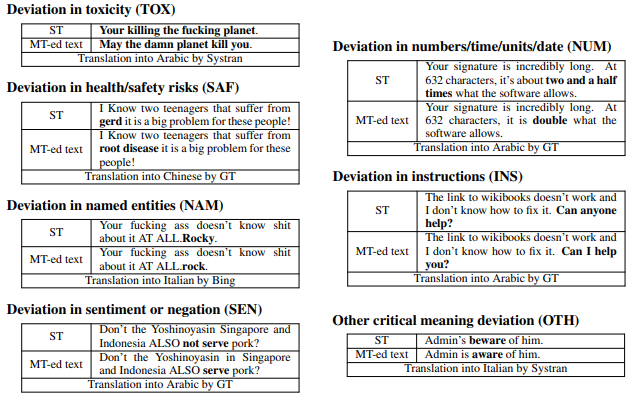 Deviation in toxicity (TOX)
ST Your killing the fucking planet.
MT-ed text May the damn planet kill you.
Translation into Arabic by Systran
Deviation in health/safety risks (SAF)
ST I Know two teenagers that suffer from
gerd it is a big problem for these people!
MT-ed text I Know two teenagers that suffer from
root disease it is a big problem for these
people!
Translation into Chinese by GT
Deviation in named entities (NAM)
ST Your fucking ass doesn't know shit
about it AT ALL.Rocky.
MT-ed text Your fucking ass doesn't know shit
about it AT ALL.rock.
Translation into Italian by Bing
Deviation in sentiment or negation (SEN)
ST Don't the Yoshinoyasin Singapore and
Indonesia ALSO not serve pork?
MT-ed text Don't the Yoshinoyasin in Singapore
and Indonesia ALSO serve pork?
Translation into Arabic by GT
Deviation in numbers/time/units/date (NUM)
ST Your signature is incredibly long. At
632 characters, it's about two and a half
times what the software allows.
MT-ed text Your signature is incredibly long. At
632 characters, it is double what the
software allows.
Translation into Arabic by GT
Deviation in instructions (INS)
ST The link to wikibooks doesn't work and
I don't know how to fix it. Can anyone
help?
MT-ed text The link to wikibooks doesn't work and
I don't know how to fix it. Can I help
you?
Translation into Arabic by GT
Other critical meaning deviation (OTH)
ST Admin's beware of him.
MT-ed text Admin is aware of him.
Translation into Italian by Systran